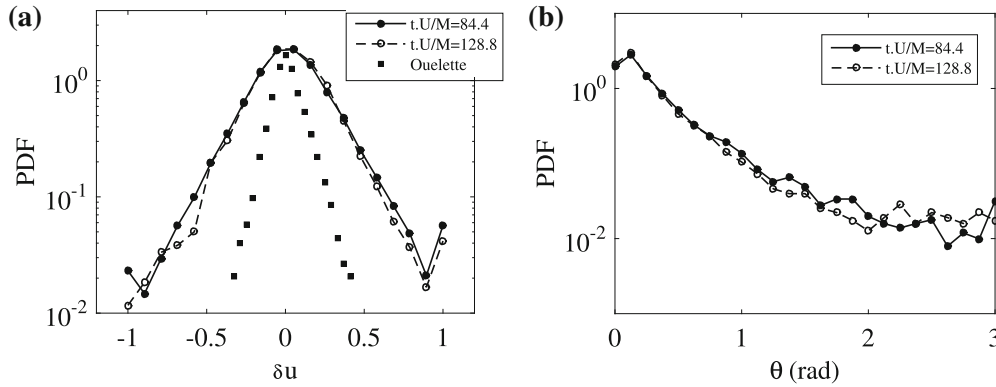 (a)
t.U/M=84.4
t.U/M=128.8
Ouelette
10^0
10^-1
10^-2
PDF
-1 -0.5 0 0.5 1
δu
(b)
t.U/M=84.4
t.U/M=128.8
10^0
10^-2
PDF
0 1 2 3
θ (rad)